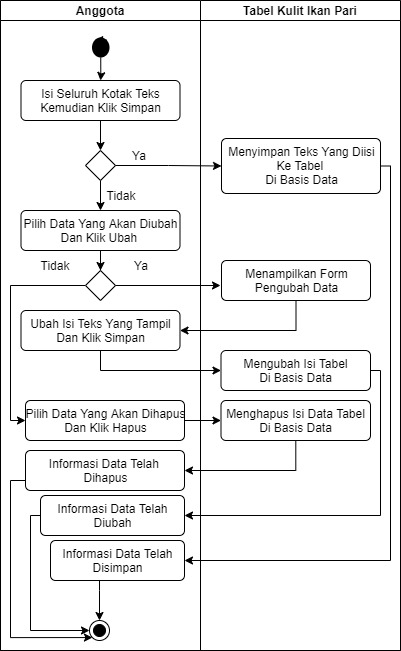 Anggota
Tabel Kulit Ikan Pari
Isi Seluruh Kotak Teks
Kemudian Klik Simpan
Ya
Menyimpan Teks Yang Diisi
Ke Tabel
Di Basis Data
Tidak
Pilih Data Yang Akan Diubah
Dan Klik Ubah
Tidak
Ya
Menampilkan Form
Pengubah Data
Ubah Isi Teks Yang Tampil
Dan Klik Simpan
Mengubah Isi Tabel
Di Basis Data
Pilih Data Yang Akan Dihapus
Dan Klik Hapus
Menghapus Isi Data Tabel
Di Basis Data
Informasi Data Telah
Dihapus
Informasi Data Telah
Diubah
Informasi Data Telah
Disimpan